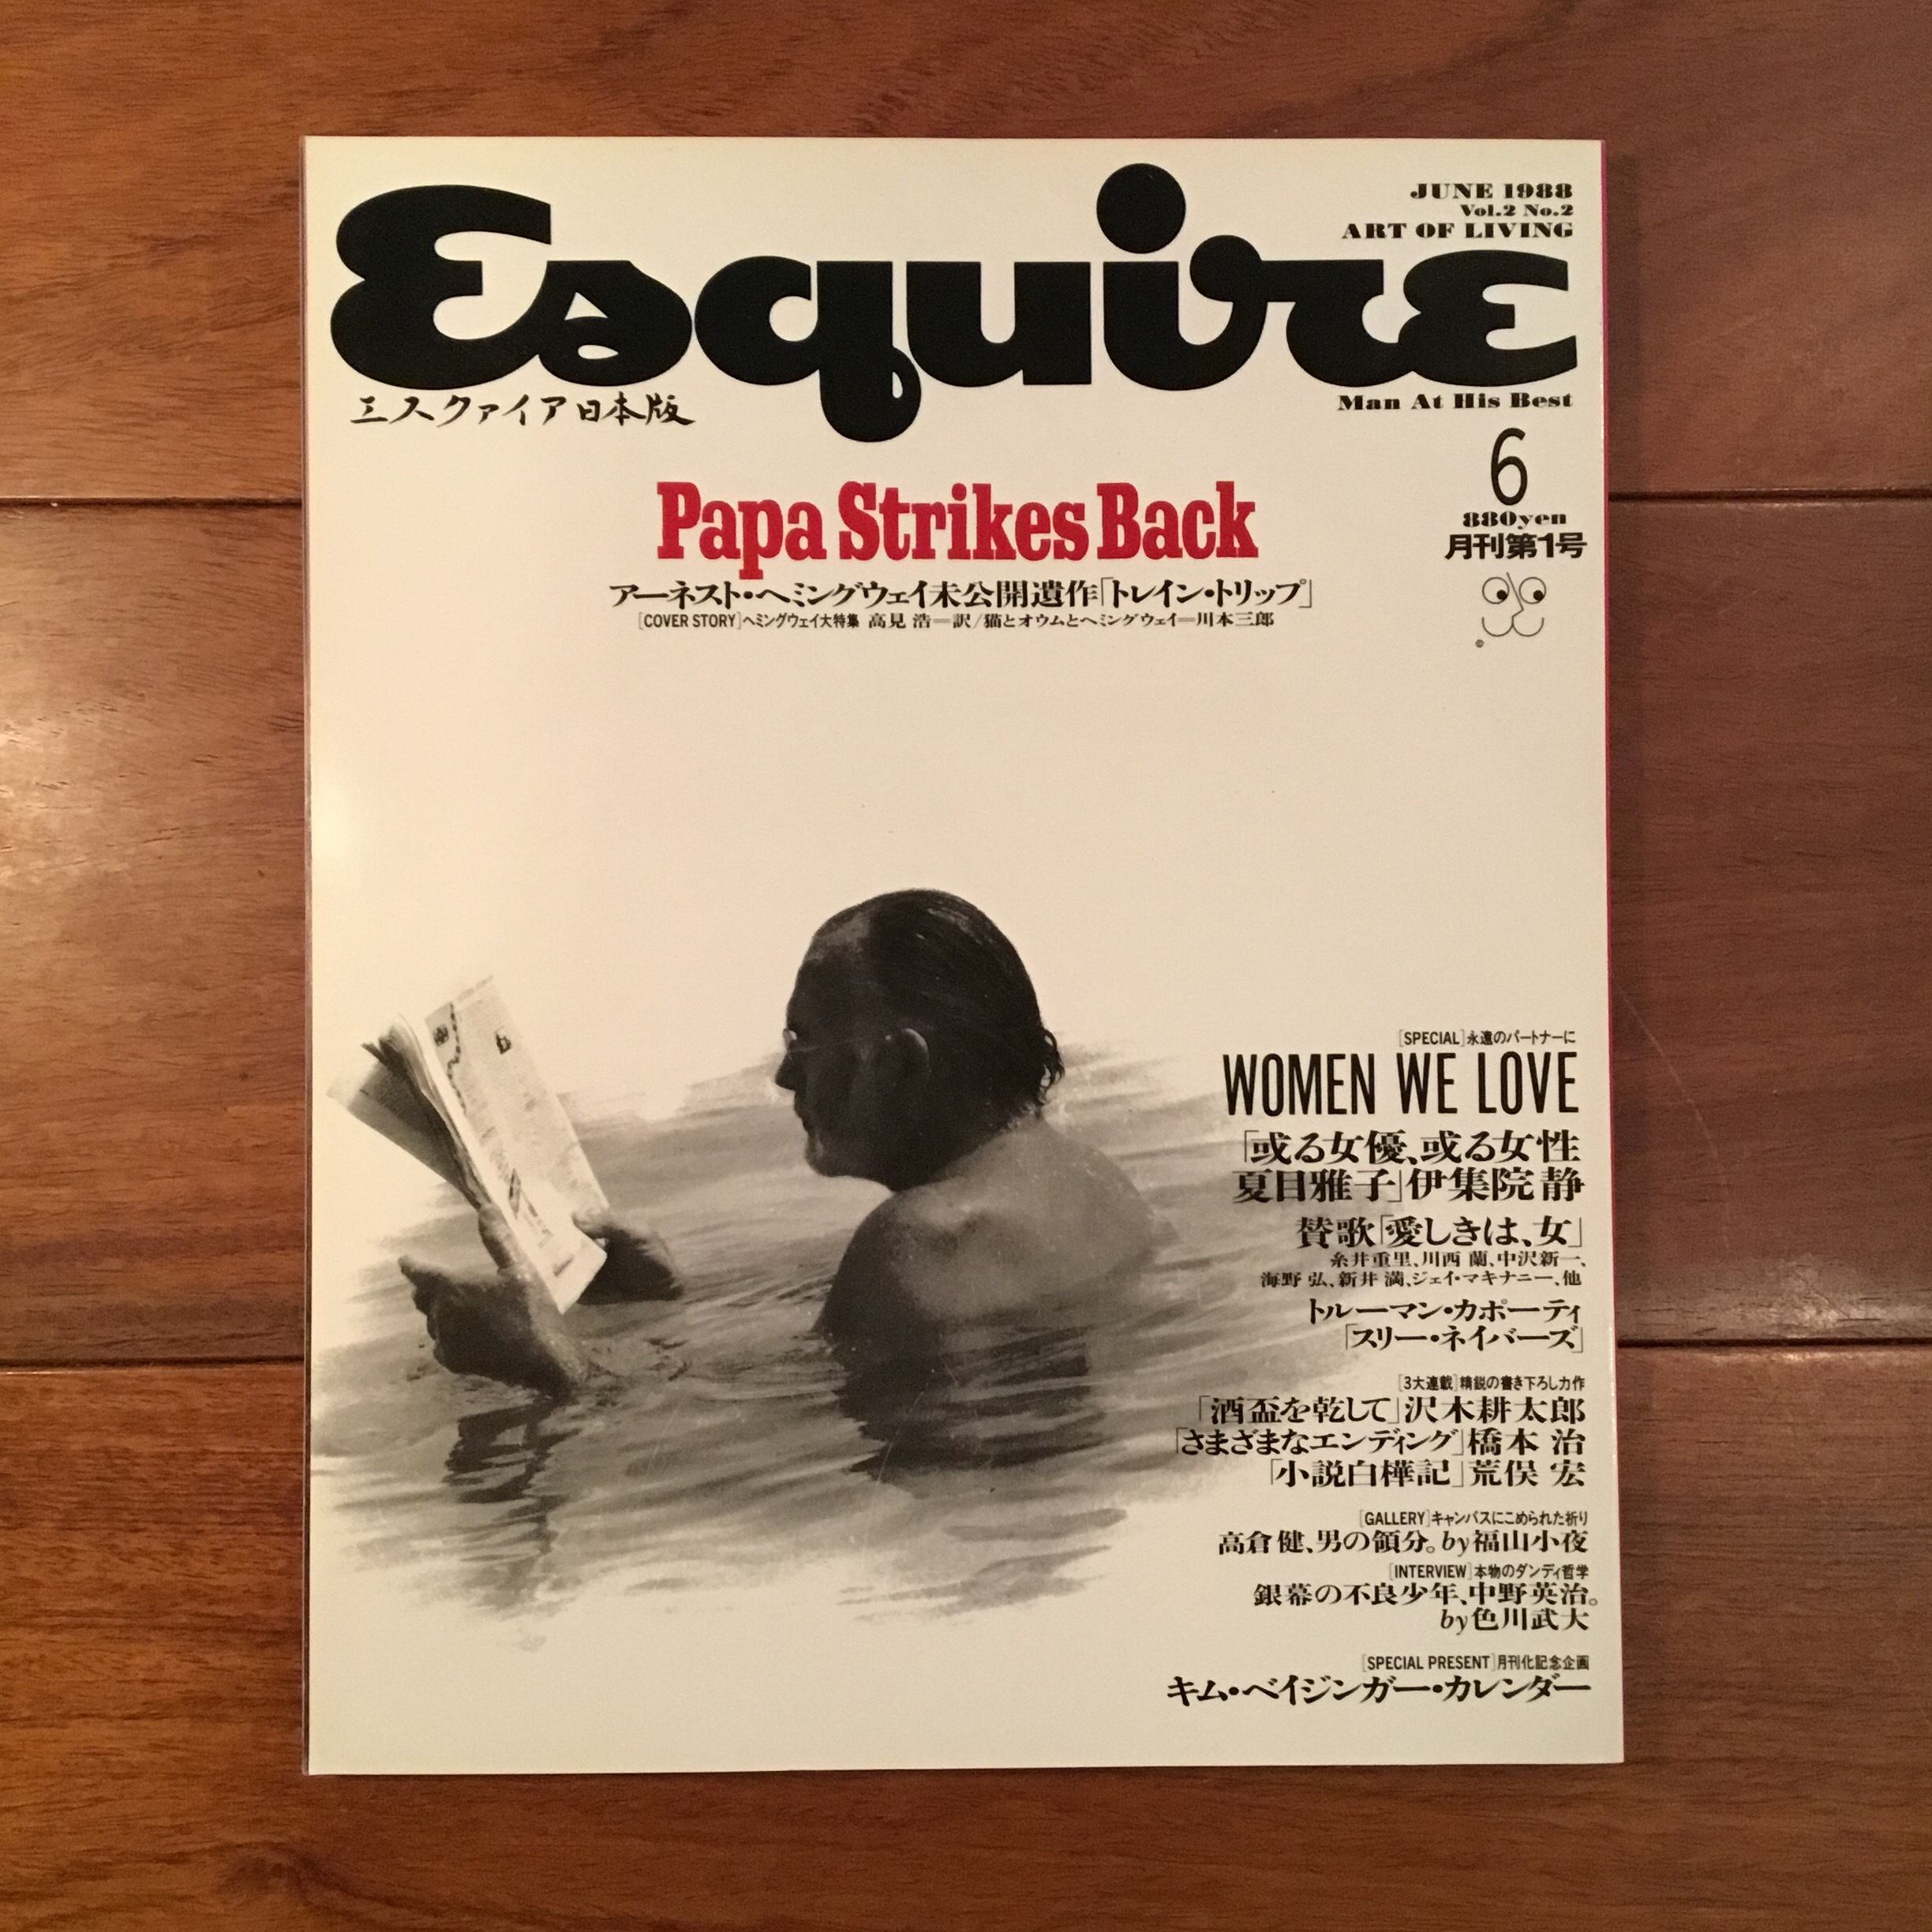 Esquire
JUNE 1988
Vol.2 No.2
ART OF LIVING
エスクァイア日本版
Man At His Best
6
880yen
月刊第1号
©
Papa Strikes Back
アーネスト・ヘミングウェイ未公開遺作「トレイン・トリップ」
[COVER STORY]ヘミングウェイ大特集 高見 浩=訳/猫とオウムとヘミングウェイ=川本三郎
[SPECIAL]永遠のパートナーに
WOMEN WE LOVE
「或る女優、或る女性
夏目雅子」伊集院 静
賛歌「愛しきは、女」
糸井重里、川西 蘭、中沢新一、
海野 弘、新井 満、ジェイ・マキナニー、他
トルーマン・カポーティ
「スリー・ネイバーズ」
[3大連載]精鋭の書き下ろし力作
「酒盃を乾して」沢木耕太郎
「さまざまなエンディング」橋本 治
「小説白樺記」荒俣 宏
[GALLERY]キャンバスにこめられた祈り
高倉 健、男の領分。by福山小夜
[INTERVIEW]本物のダンディ哲学
銀幕の不良少年、中野英治。
by色川武大
[SPECIAL PRESENT]月刊化記念企画
キム・ベイジンガー・カレンダー